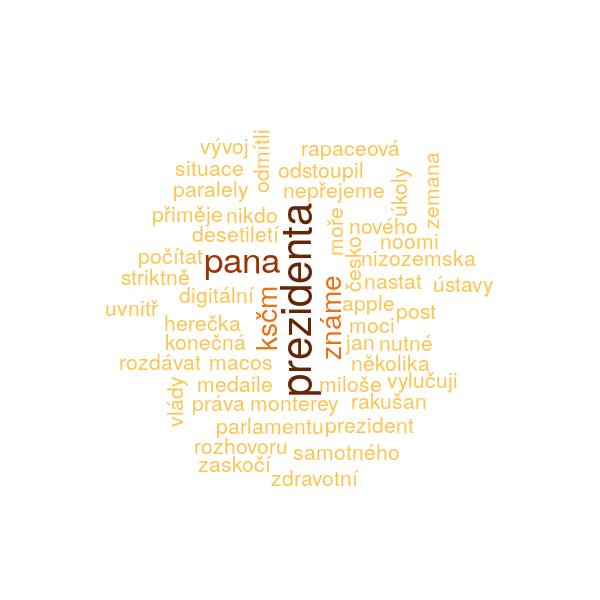 vývoj
odmítli
rapaceová
situace
odstoupil
zemana
paralely
nepřejeme
úkoly
přiměje
nikdo
prezidenta
moře
nového
desetiletí
noomi
počítat
pana
česko
nizozemska
striktně
digitální
ksčm
známe
nastat
ústavy
uvnitř
apple
post
herečka
moci
konečná
jan
nutné
rozdávat
macos
několika
vlády
medaile
miloše
vylučuji
práva
monterey
rakušan
parlamentu
prezident
rozhovoru
samotného
zaskočí
zdravotní